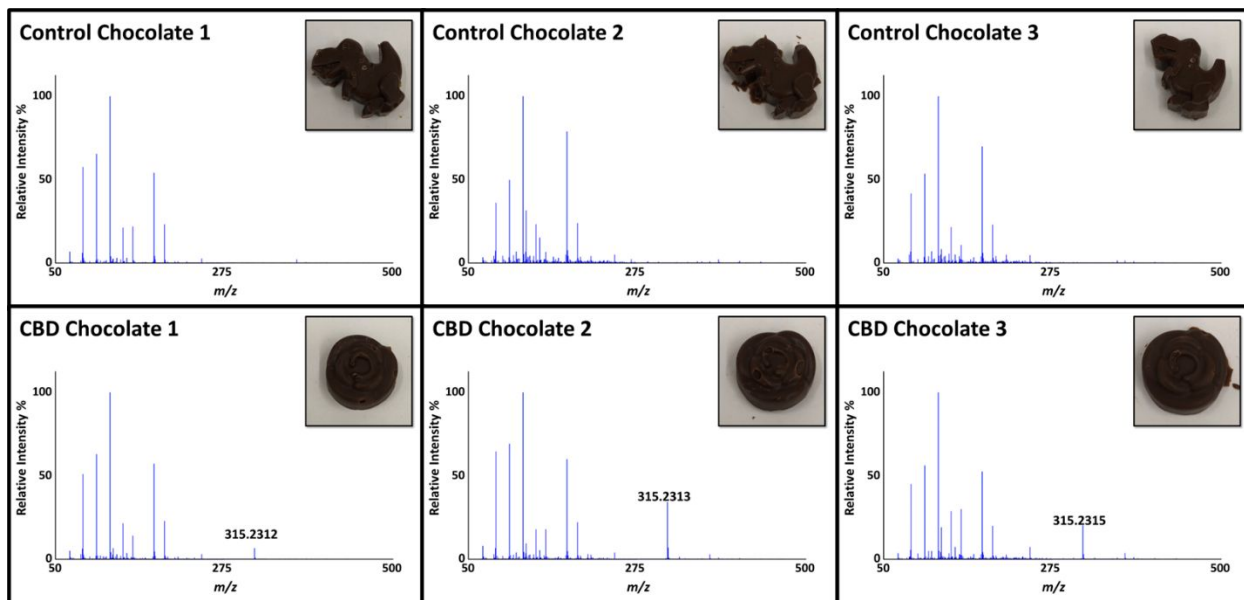 Control Chocolate 1
Relative Intensity %
100
50
0
50
275
500
m/z
Control Chocolate 2
Relative Intensity %
100
50
0
50
275
500
m/z
Control Chocolate 3
Relative Intensity %
100
50
0
50
275
500
m/z
CBD Chocolate 1
Relative Intensity %
100
50
0
315.2312
50
275
500
m/z
CBD Chocolate 2
Relative Intensity %
100
50
0
315.2313
50
275
500
m/z
CBD Chocolate 3
Relative Intensity %
100
50
0
315.2315
50
275
500
m/z